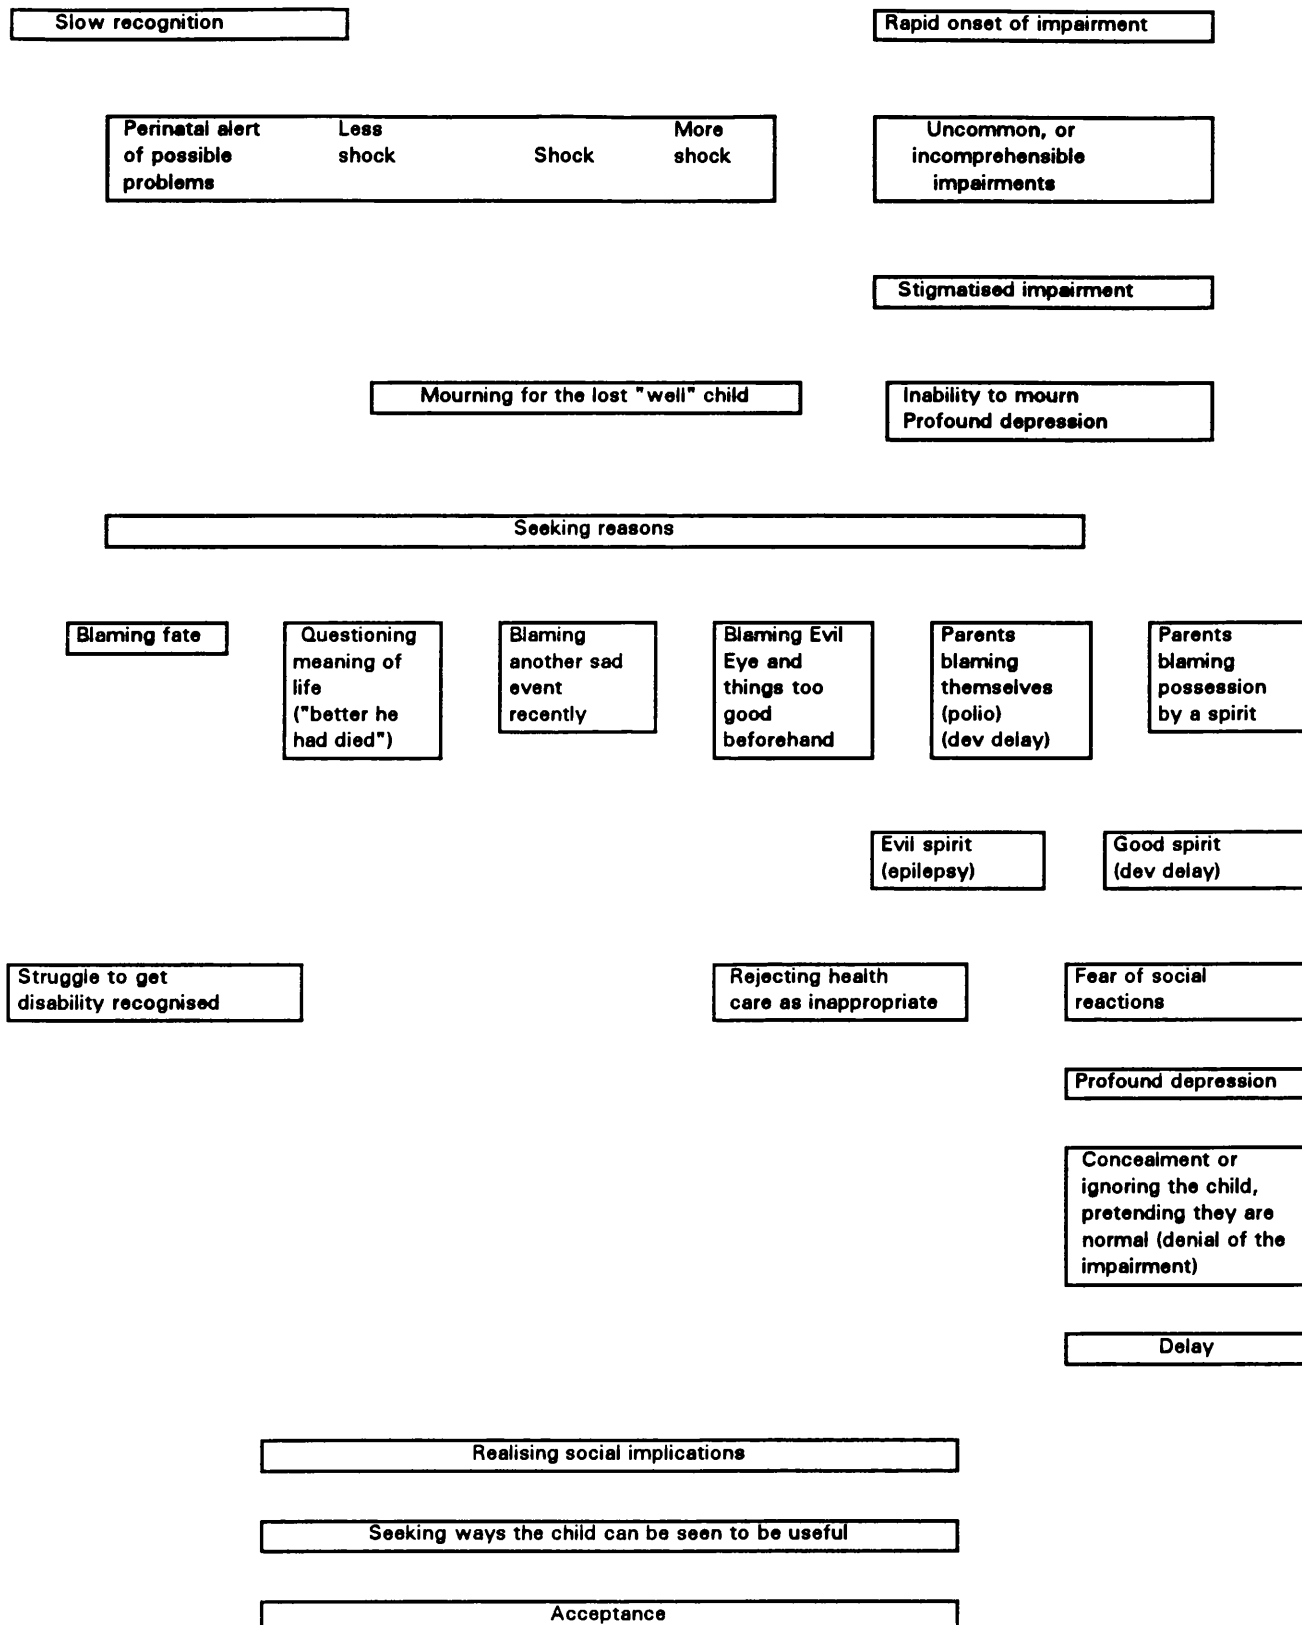 Slow recognition
Rapid onset of impairment
Perinatal alert
of possible
problems
Less
shock
Shock
More
shock
Uncommon, or
incomprehensible
impairments
Stigmatised impairment
Mourning for the lost "well" child
Inability to mourn
Profound depression
Seeking reasons
Blaming fate
Questioning
meaning of
life
("better he
had died")
Blaming
another sad
event
recently
Blaming Evil
Eye and
things too
good
beforehand
Parents
blaming
themselves
(polio)
(dev delay)
Parents
blaming
possession
by a spirit
Evil spirit
(epilepsy)
Good spirit
(dev delay)
Struggle to get
disability recognised
Rejecting health
care as inappropriate
Fear of social
reactions
Profound depression
Concealment or
ignoring the child,
pretending they are
normal (denial of the
impairment)
Delay
Realising social implications
Seeking ways the child can be seen to be useful
Acceptance